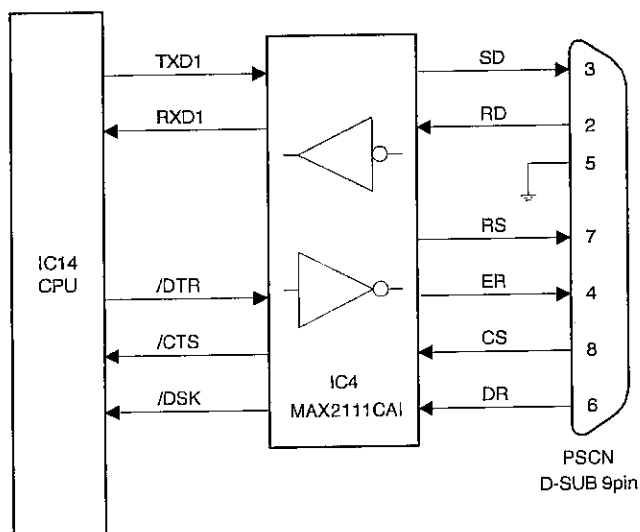 TXD1
SD
3
RXD1
RD
2
5
RS
7
IC14
CPU
/DTR
ER
4
/CTS
CS
8
IC4
MAX2111CAI
/DSK
DR
6
PSCN
D-SUB 9pin